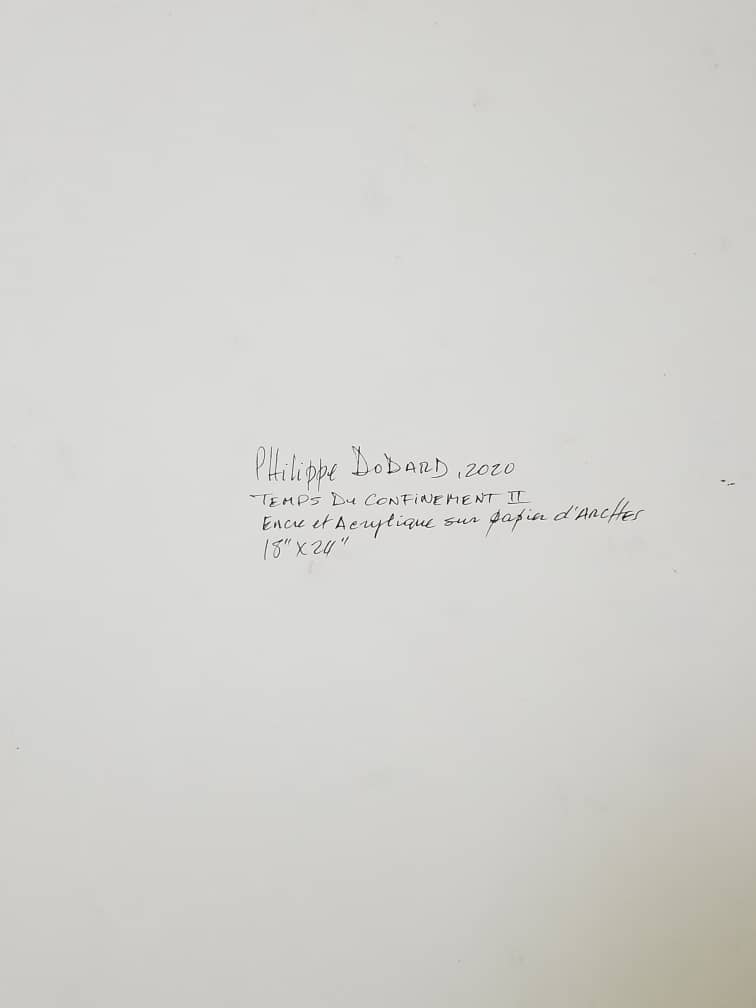 PHilippe DODARD, 2020
TEMPS DU CONFINEMENT II
Encre et Acrylique sur papier d'ARCHES
18" X 24"